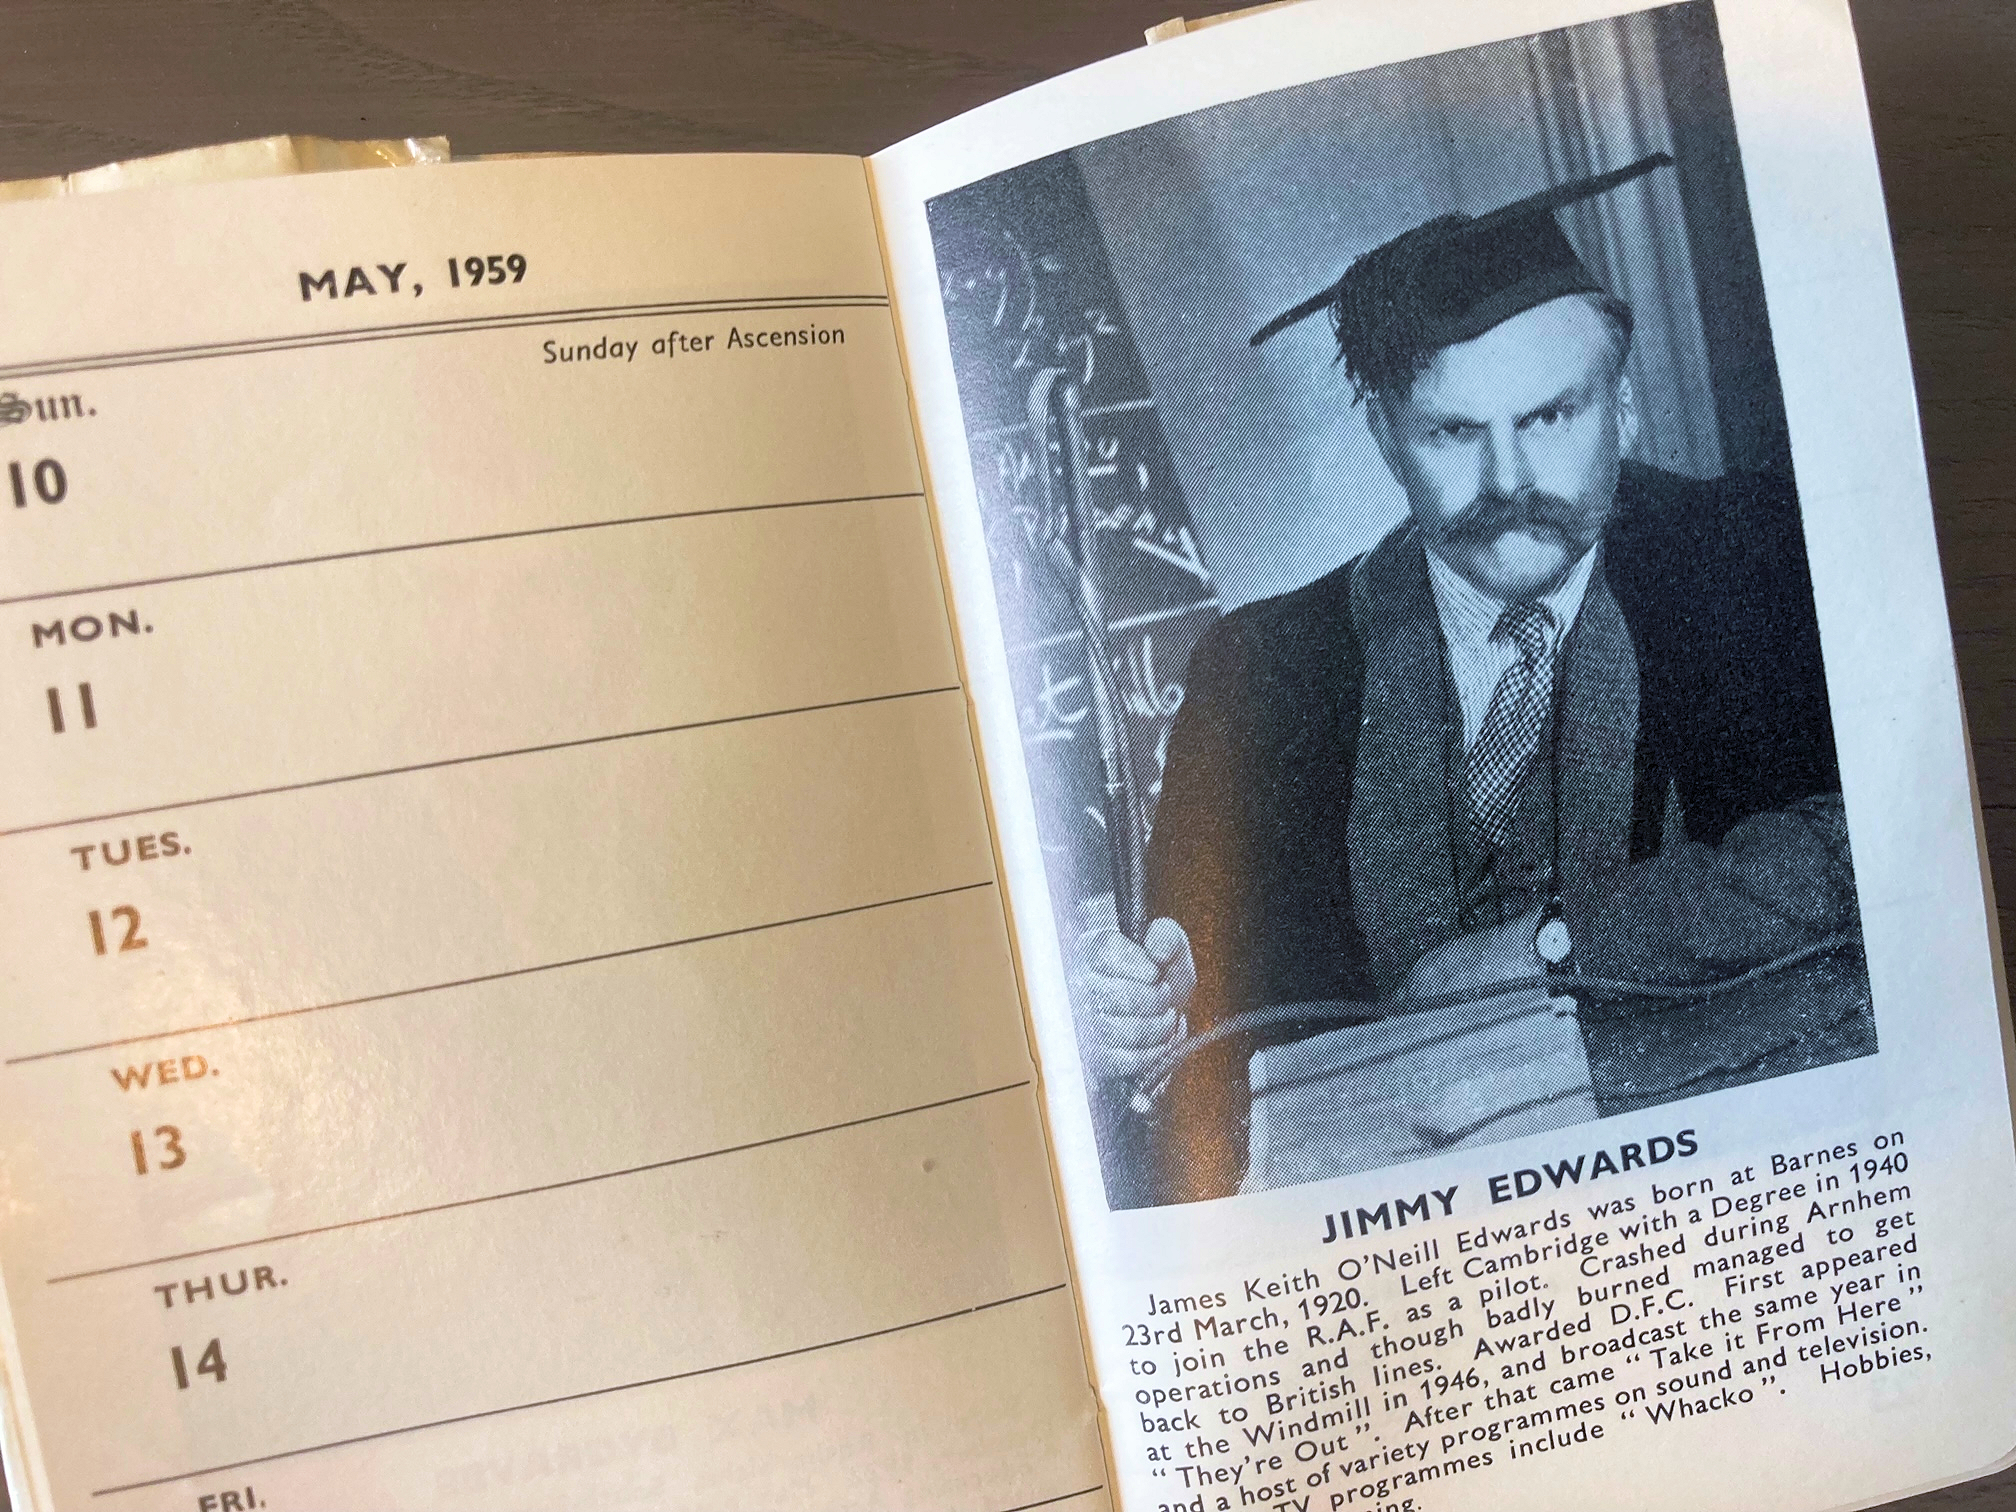 MAY, 1959
Sunday after Ascension
Sun.
10
MON.
11
TUES.
12
WED.
13
THUR.
14
FRI.
JIMMY EDWARDS
James Keith O'Neill Edwards was born at Barnes on
23rd March, 1920. Left Cambridge with a Degree in 1940
to join the R.A.F. as a pilot. Crashed during Arnhem
operations and though badly burned managed to get
back to British lines. Awarded D.F.C. First appeared
at the Windmill in 1946, and broadcast the same year in
“ They're Out ”. After that came “ Take it From Here ”
and a host of variety programmes on sound and television.
TV programmes include “ Whacko ”. Hobbies,